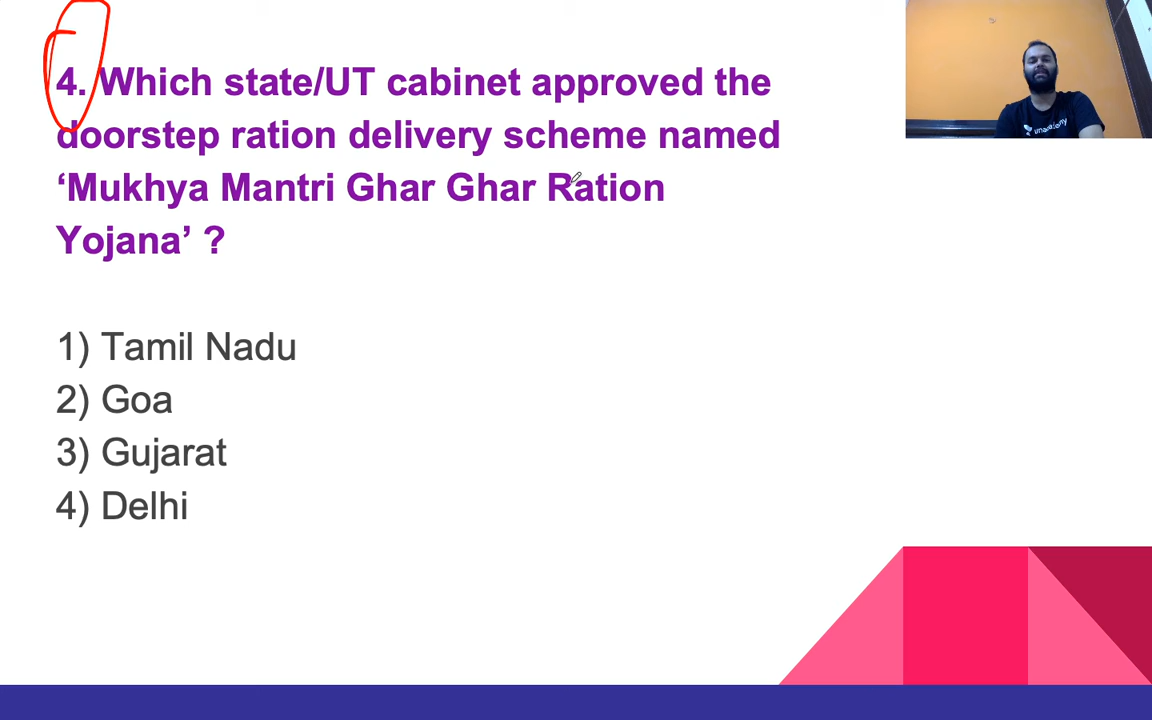 4. Which state/UT cabinet approved the
doorstep ration delivery scheme named
‘Mukhya Mantri Ghar Ghar Ration
Yojana’ ?
1) Tamil Nadu
2) Goa
3) Gujarat
4) Delhi
unacademy